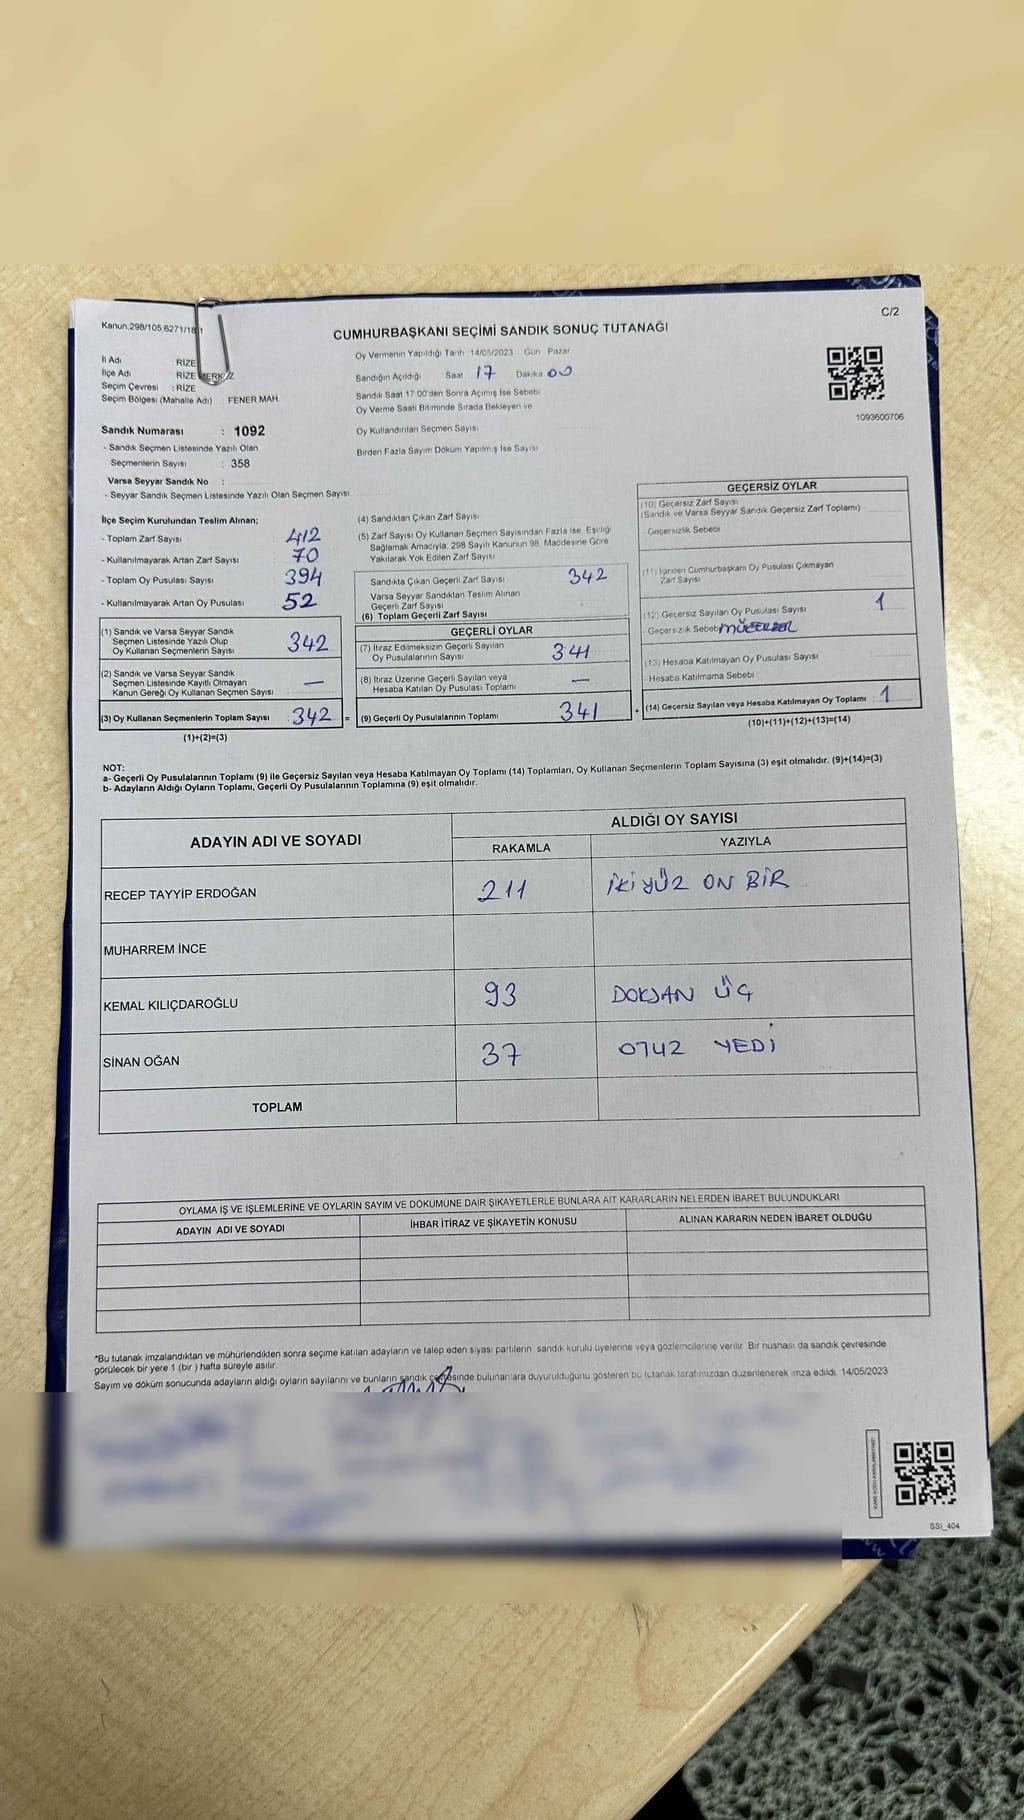 C/2
Kanun:298/105,6271/18
CUMHURBAŞKANI SEÇİMİ SANDIK SONUÇ TUTANAĞI
İl Adı RİZE
İlçe Adı RİZE MERKEZ
Seçim Çevresi : RİZE
Seçim Bölgesi (Mahalle Adı) : FENER MAH.
Oy Vermenin Yapıldığı Tarih 14/05/2023 Gün Pazar
Sandığın Açıldığı Saat 17 Dakika 00
Sandık Saat 17:00'den Sonra Açımış İse Sebebi
Oy Verme Saati Bitiminde Sırada Bekleyen ve
Oy Kullandırılan Seçmen Sayısı
Birden Fazla Sayım Döküm Yapılmış İse Sayısı
1093600706
Sandık Numarası : 1092
- Sandık Seçmen Listesinde Yazılı Olan
Seçmenlerin Sayısı : 358
Varsa Seyyar Sandık No :
- Seyyar Sandık Seçmen Listesinde Yazılı Olan Seçmen Sayısı
İlçe Seçim Kurulundan Teslim Alınan;
- Toplam Zarf Sayısı 412
- Kullanılmayarak Artan Zarf Sayısı 70
- Toplam Oy Pusulası Sayısı 394
- Kullanılmayarak Artan Oy Pusulası 52
(1) Sandık ve Varsa Seyyar Sandık
Seçmen Listesinde Yazılı Olup
Oy Kullanan Seçmenlerin Sayısı 342
(2) Sandık ve Varsa Seyyar Sandık
Seçmen Listesinde Kayıtlı Olmayan
Kanun Gereği Oy Kullanan Seçmen Sayısı —
(3) Oy Kullanan Seçmenlerin Toplam Sayısı : 342 =
(1)+(2)=(3)
(4) Sandıktan Çıkan Zarf Sayısı
(5) Zarf Sayısı Oy Kullanan Seçmen Sayısından Fazla İse, Eşitliği
Sağlamak Amacıyla, 298 Sayılı Kanunun 98. Maddesine Göre
Yakılarak Yok Edilen Zarf Sayısı
Sandıkta Çıkan Geçerli Zarf Sayısı 342
Varsa Seyyar Sandıktan Teslim Alınan
Geçerli Zarf Sayısı
(6) Toplam Geçerli Zarf Sayısı
GEÇERLİ OYLAR
(7) İtiraz Edilmeksizin Geçerli Sayılan
Oy Pusulalarının Sayısı 341
(8) İtiraz Üzerine Geçerli Sayılan veya
Hesaba Katılan Oy Pusulası Toplamı —
(9) Geçerli Oy Pusulalarının Toplamı 341 +
GEÇERSİZ OYLAR
(10) Geçersiz Zarf Sayısı
(Sandık ve Varsa Seyyar Sandık Geçersiz Zarf Toplamı)
- Geçersizlik Sebebi
(11) İçinden Cumhurbaşkanı Oy Pusulası Çıkmayan
Zarf Sayısı
(12) Geçersiz Sayılan Oy Pusulası Sayısı 1
- Geçersizlik Sebebi
(13) Hesaba Katılmayan Oy Pusulası Sayısı
- Hesaba Katılmama Sebebi
(14) Geçersiz Sayılan veya Hesaba Katılmayan Oy Toplamı : 1
(10)+(11)+(12)+(13)=(14)
NOT:
a- Geçerli Oy Pusulalarının Toplamı (9) ile Geçersiz Sayılan veya Hesaba Katılmayan Oy Toplamı (14) Toplamları, Oy Kullanan Seçmenlerin Toplam Sayısına (3) eşit olmalıdır. (9)+(14)=(3)
b- Adayların Aldığı Oyların Toplamı, Geçerli Oy Pusulalarının Toplamına (9) eşit olmalıdır.
ADAYIN ADI VE SOYADI
ALDIĞI OY SAYISI
RAKAMLA YAZIYLA
RECEP TAYYİP ERDOĞAN 211 İKİYÜZ ON BİR
MUHARREM İNCE
KEMAL KILIÇDAROĞLU 93 DOKSAN ÜÇ
SİNAN OĞAN 37 OTUZ YEDİ
TOPLAM
OYLAMA İŞ VE İŞLEMLERİNE VE OYLARIN SAYIM VE DÖKÜMÜNE DAİR ŞİKAYETLERLE BUNLARA AİT KARARLARIN NELERDEN İBARET BULUNDUKLARI
ADAYIN ADI VE SOYADI İHBAR İTİRAZ VE ŞİKAYETİN KONUSU ALINAN KARARIN NEDEN İBARET OLDUĞU
*Bu tutanak imzalandıktan ve mühürlendikten sonra seçime katılan adayların ve talep eden siyasi partilerin sandık kurulu üyelerine veya gözlemcilerine verilir. Bir nüshası da sandık çevresinde
görülecek bir yere 1 (bir) hafta süreyle asılır.
Sayım ve döküm sonucunda adayların aldığı oyların sayılarını ve bunların sandık çevresinde bulunanlara duyurulduğunu gösteren bu tutanak tarafımızdan düzenlenerek imza edildi. 14/05/2023
SSİ_404